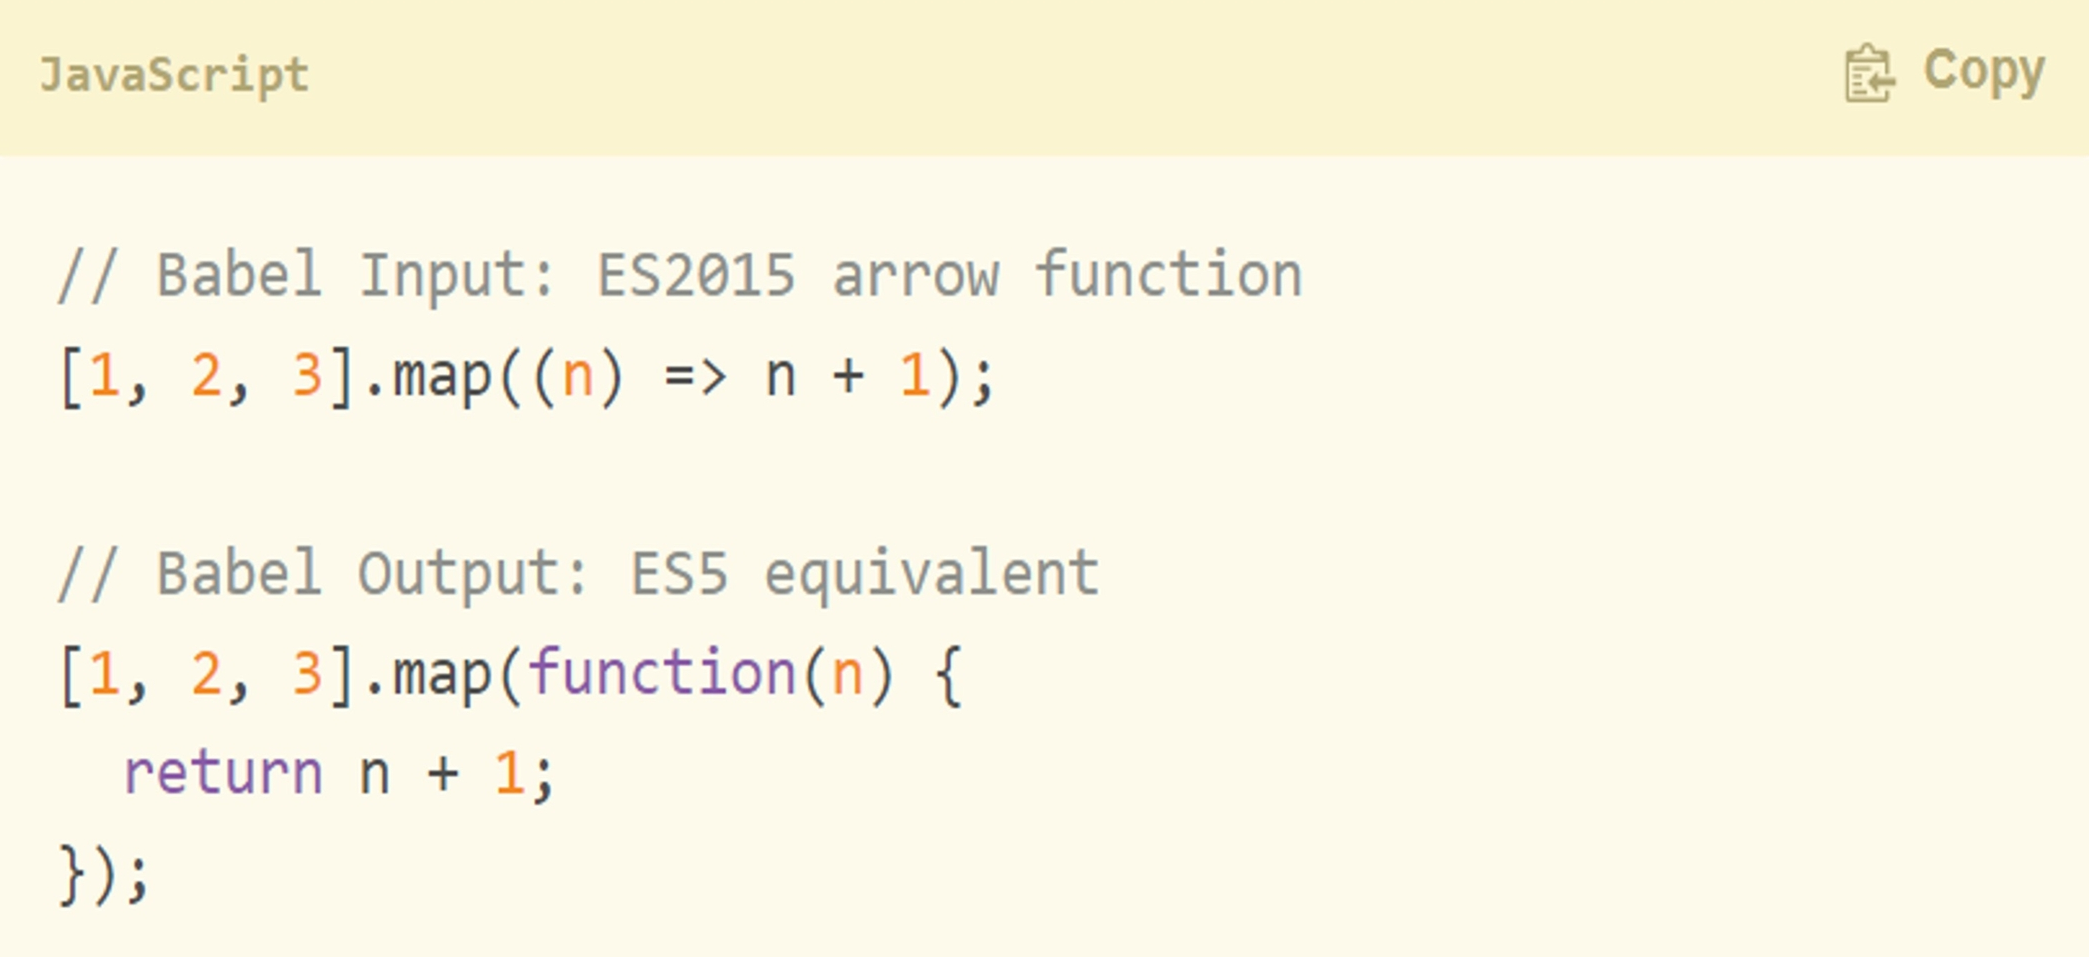 JavaScript
Copy
// Babel Input: ES2015 arrow function
[1, 2, 3].map((n) => n + 1);
// Babel Output: ES5 equivalent
[1, 2, 3].map(function(n) {
  return n + 1;
});